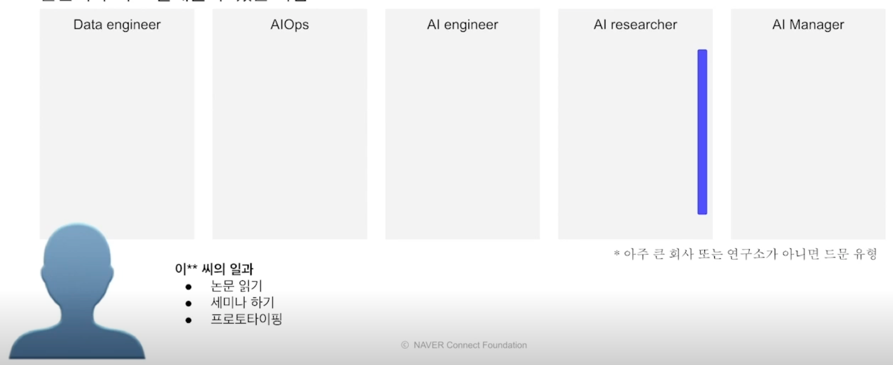 Data engineer
AIOps
AI engineer
AI researcher
AI Manager
* 아주 큰 회사 또는 연구소가 아니면 드문 유형
이** 씨의 일과
● 논문 읽기
● 세미나 하기
● 프로토타이핑
© NAVER Connect Foundation